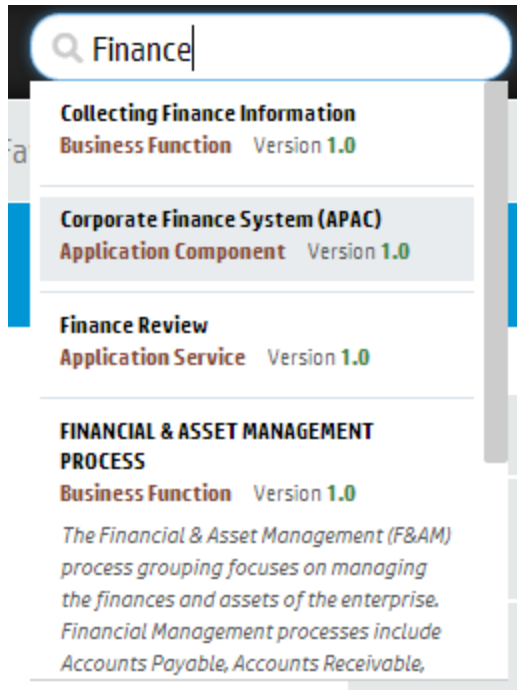 Finance
Collecting Finance Information
Business Function Version 1.0
Corporate Finance System (APAC)
Application Component Version 1.0
Finance Review
Application Service Version 1.0
FINANCIAL & ASSET MANAGEMENT
PROCESS
Business Function Version 1.0
The Financial & Asset Management (F&AM)
process grouping focuses on managing
the finances and assets of the enterprise.
Financial Management processes include
Accounts Payable, Accounts Receivable,